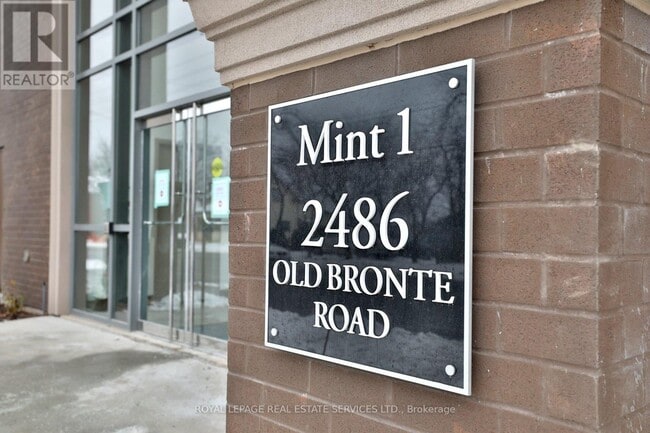 R
REALTOR
Mint 1
2486
OLD BRONTE
ROAD
ROYAL LEPAGE REAL ESTATE SERVICES LTD., Brokerage